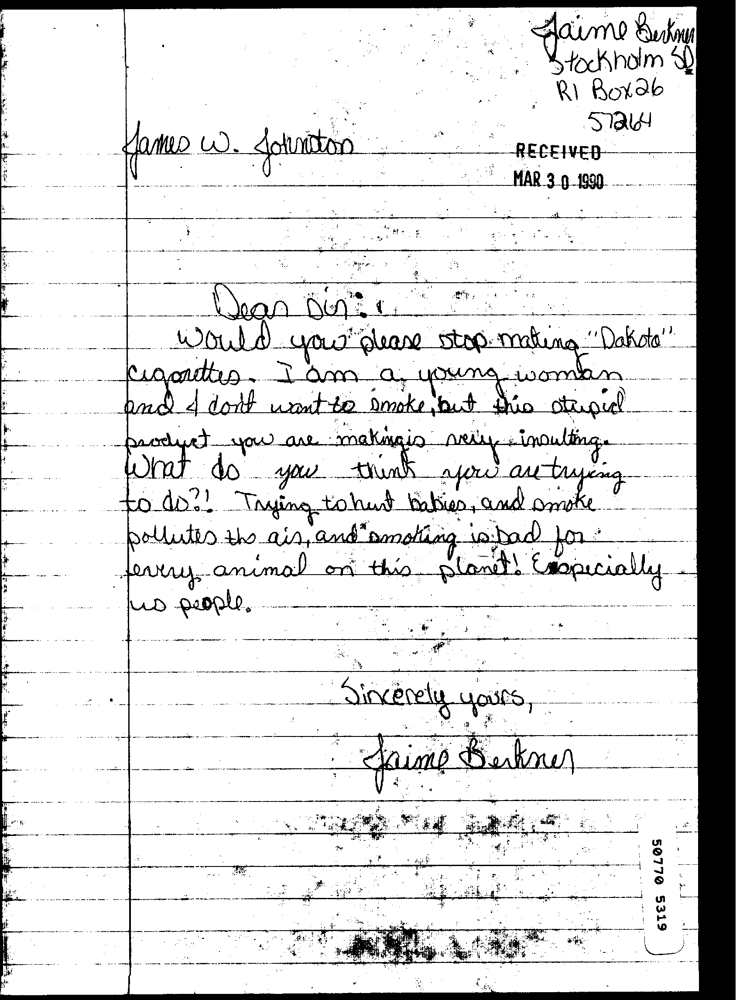 Jaime Berkner
Stockholm SD
R1 Box 26
57264
James W. Johnston
RECEIVED
MAR 30 1990
Dear Sir:
Would you please stop making "Dakota"
cigarettes. I am a young woman
and I don't want to smoke, but this stupid
product you are making is very insulting.
What do you think you are trying
to do?! Trying to hurt babies, and smoke
pollutes the air, and smoking is bad for
every animal on this planet! Especially
us people.
Sincerely yours,
Jaime Berkner
50770 5319